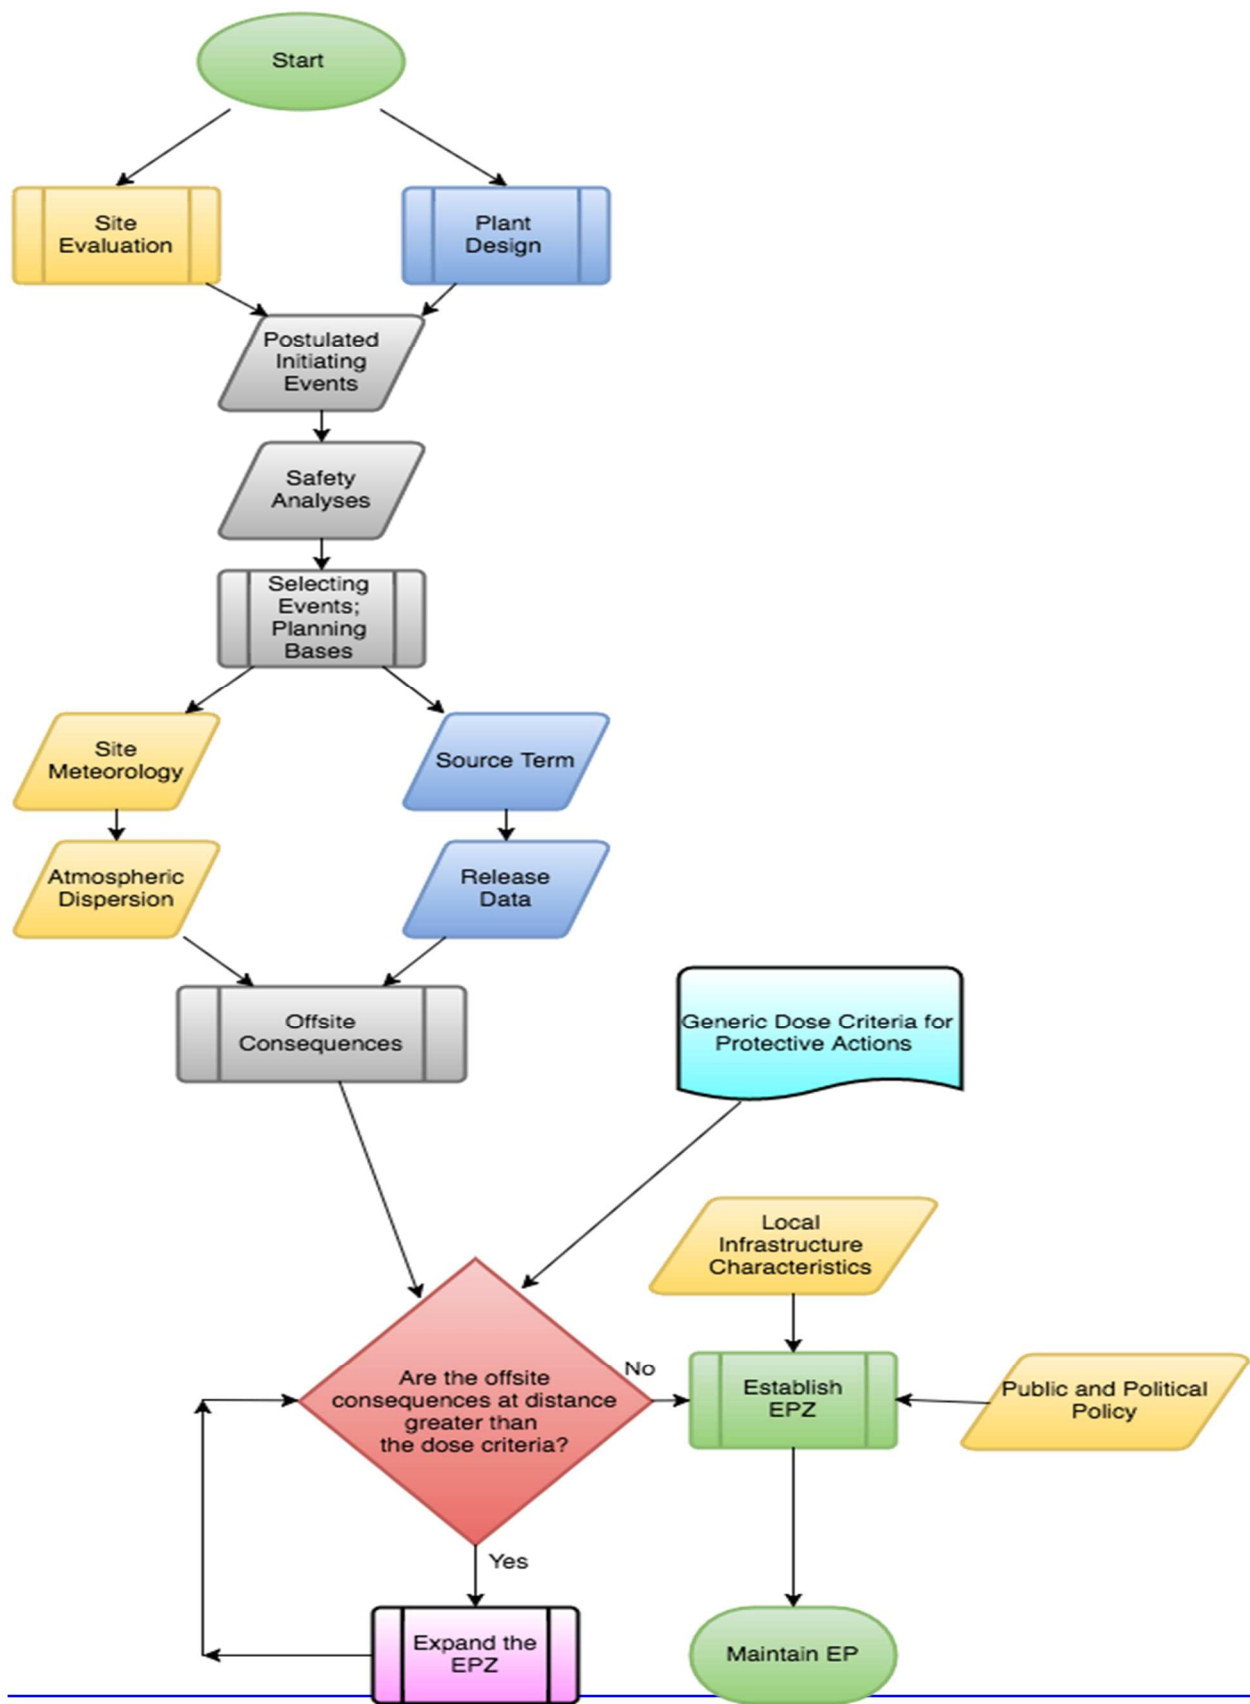 Start
Site
Evaluation
Plant
Design
Postulated
Initiating
Events
Safety
Analyses
Selecting
Events;
Planning
Bases
Site
Meteorology
Source Term
Atmospheric
Dispersion
Release
Data
Offsite
Consequences
Generic Dose Criteria for
Protective Actions
Local
Infrastructure
Characteristics
Are the offsite
consequences at distance
greater than
the dose criteria?
No
Establish
EPZ
Public and Political
Policy
Yes
Expand the
EPZ
Maintain EP